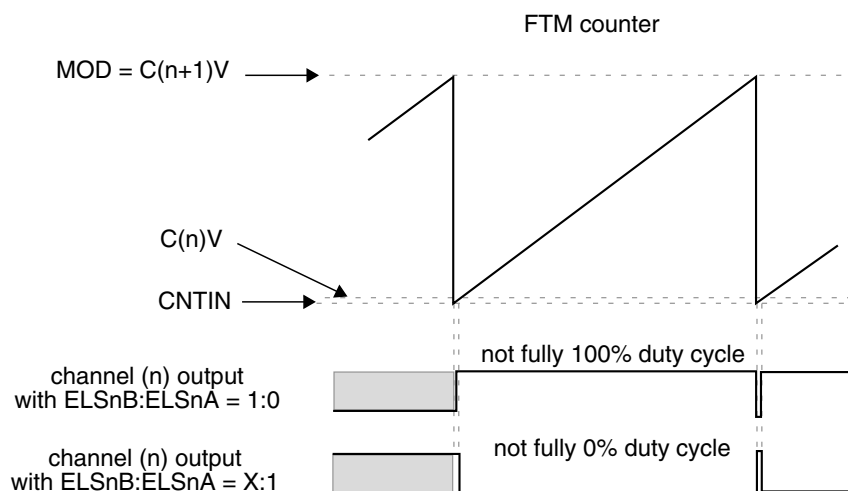 FTM counter
MOD = C(n+1)V
C(n)V
CNTIN
not fully 100% duty cycle
channel (n) output
with ELSnB:ELSnA = 1:0
not fully 0% duty cycle
channel (n) output
with ELSnB:ELSnA = X:1